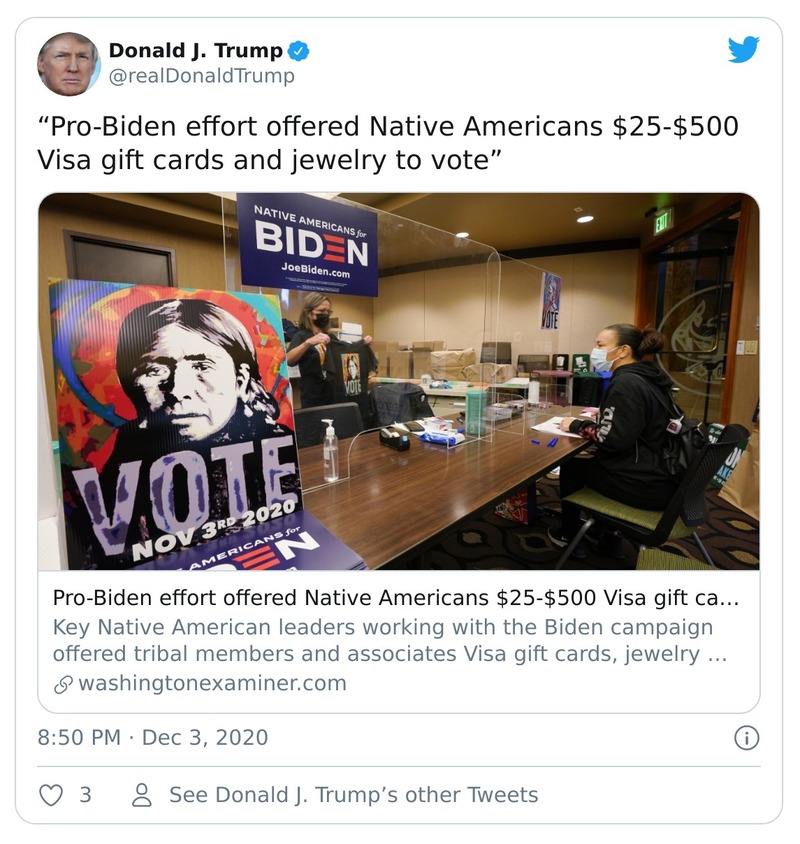 Donald J. Trump
@realDonaldTrump
“Pro-Biden effort offered Native Americans $25-$500
Visa gift cards and jewelry to vote”
NATIVE AMERICANS for
BIDEN
JoeBiden.com
EXIT
VOTE
VOTE
VOTE
NOV 3RD 2020
AMERICANS for
EN
Pro-Biden effort offered Native Americans $25-$500 Visa gift ca…
Key Native American leaders working with the Biden campaign
offered tribal members and associates Visa gift cards, jewelry …
washingtonexaminer.com
8:50 PM · Dec 3, 2020
3
See Donald J. Trump’s other Tweets